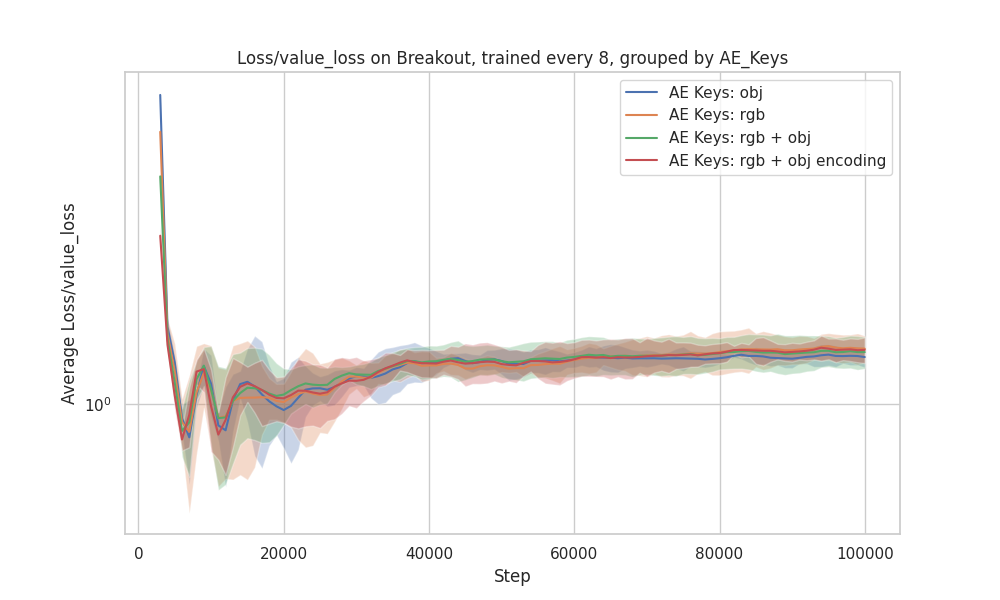 Loss/value_loss on Breakout, trained every 8, grouped by AE_Keys
AE Keys: obj
AE Keys: rgb
AE Keys: rgb + obj
AE Keys: rgb + obj encoding
Average Loss/value_loss
10⁰
0 20000 40000 60000 80000 100000
Step